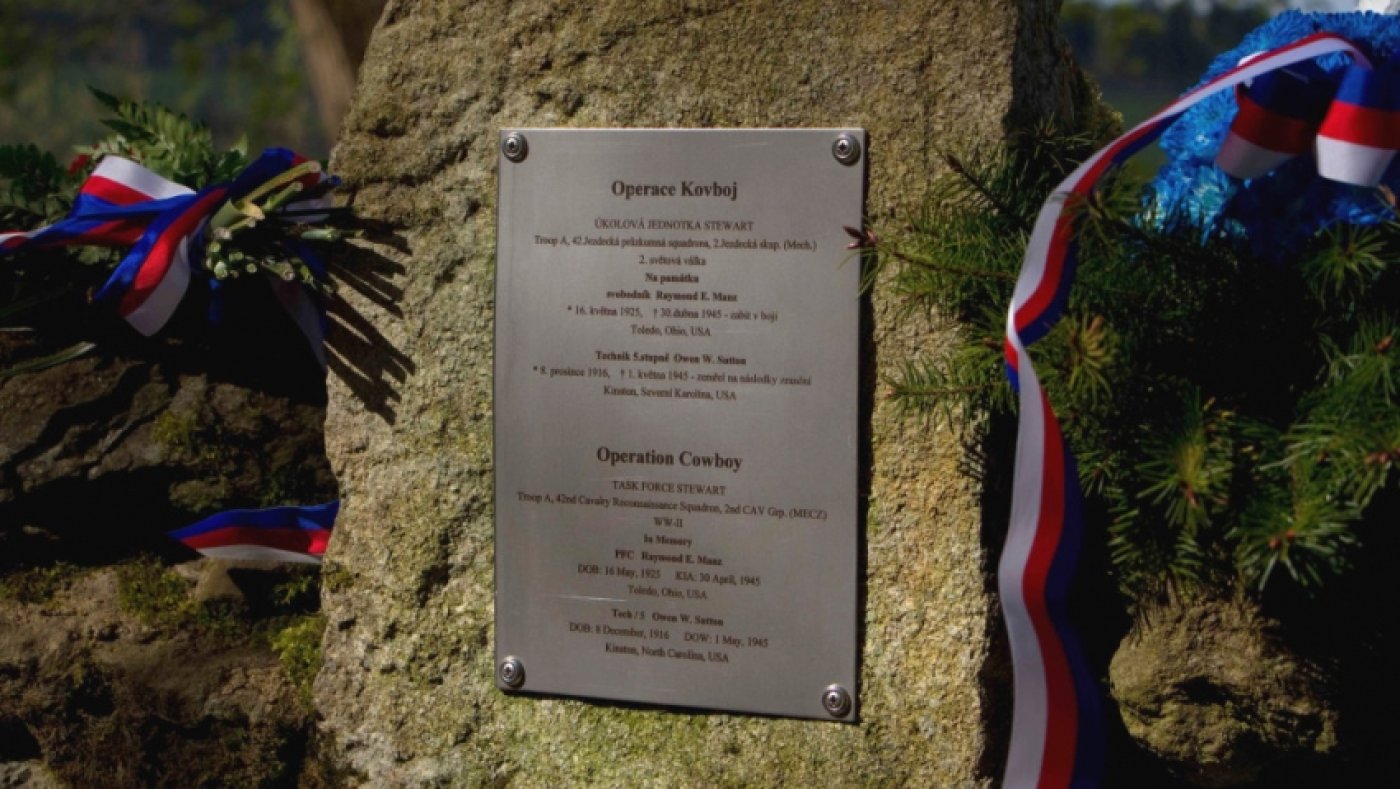 Operace Kovboj
ÚKOLOVÁ JEDNOTKA STEWART
Troop A, 42.Jezdecká průzkumná squadrona, 2.Jezdecká skup. (Mech.)
2. světová válka
Na památku
svobodník Raymond E. Manz
* 16. května 1925, † 30.dubna 1945 - zabit v boji
Toledo, Ohio, USA
Technik 5.stupně Owen W. Sutton
* 8. prosince 1916, † 1. května 1945 - zemřel na následky zranění
Kinston, Severní Karolina, USA
Operation Cowboy
TASK FORCE STEWART
Troop A, 42nd Cavalry Reconnaissance Squadron, 2nd CAV Grp. (MECZ)
WW-II
In Memory
PFC Raymond E. Manz
DOB: 16 May, 1925 KIA: 30 April, 1945
Toledo, Ohio, USA
Tech / 5 Owen W. Sutton
DOB: 8 December, 1916 DOW: 1 May, 1945
Kinston, North Carolina, USA